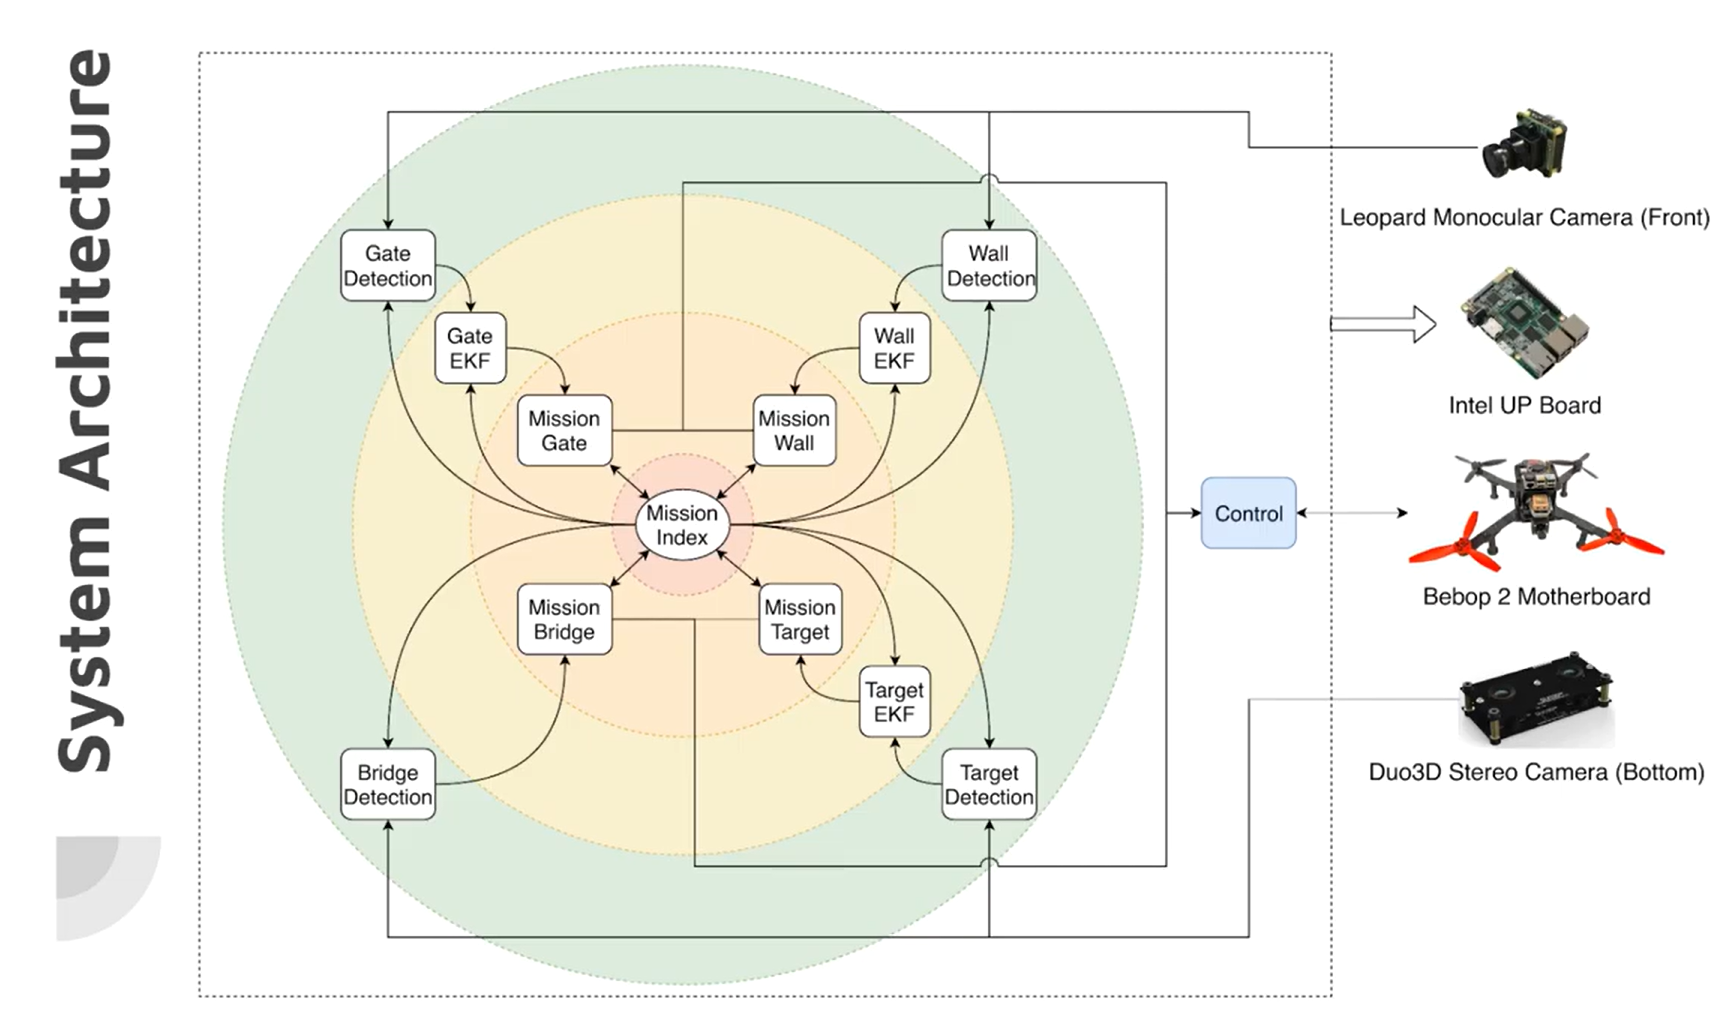 System Architecture
Gate
Detection
Wall
Detection
Gate
EKF
Wall
EKF
Mission
Gate
Mission
Wall
Mission
Index
Mission
Bridge
Mission
Target
Target
EKF
Bridge
Detection
Target
Detection
Control
Leopard Monocular Camera (Front)
Intel UP Board
Bebop 2 Motherboard
Duo3D Stereo Camera (Bottom)